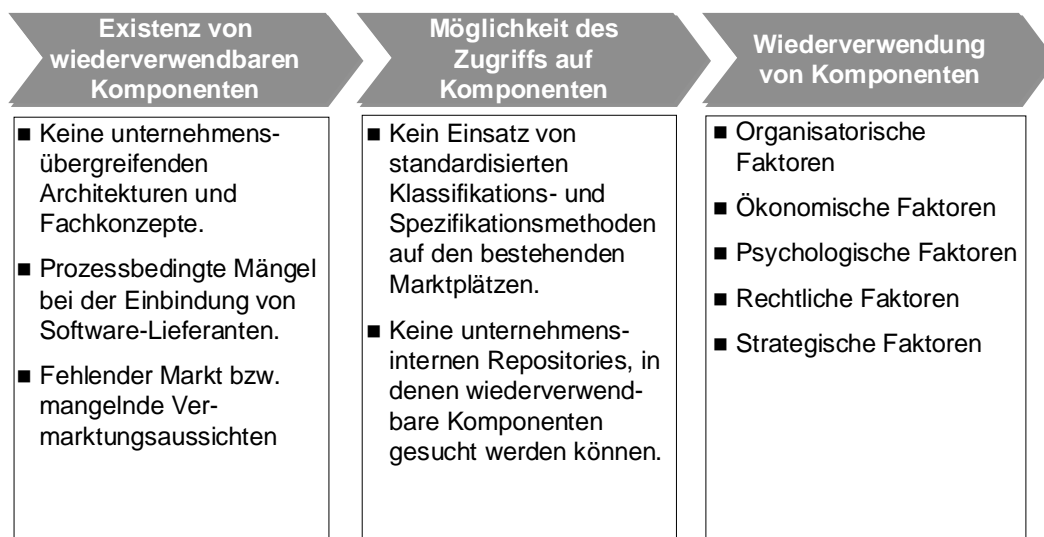 Existenz von
wiederverwendbaren
Komponenten
Möglichkeit des
Zugriffs auf
Komponenten
Wiederverwendung
von Komponenten
■ Keine unternehmens-
übergreifenden
Architekturen und
Fachkonzepte.
■ Prozessbedingte Mängel
bei der Einbindung von
Software-Lieferanten.
■ Fehlender Markt bzw.
mangelnde Ver-
marktungsaussichten
■ Kein Einsatz von
standardisierten
Klassifikations- und
Spezifikationsmethoden
auf den bestehenden
Marktplätzen.
■ Keine unternehmens-
internen Repositories, in
denen wiederverwend-
bare Komponenten
gesucht werden können.
■ Organisatorische
Faktoren
■ Ökonomische Faktoren
■ Psychologische Faktoren
■ Rechtliche Faktoren
■ Strategische Faktoren